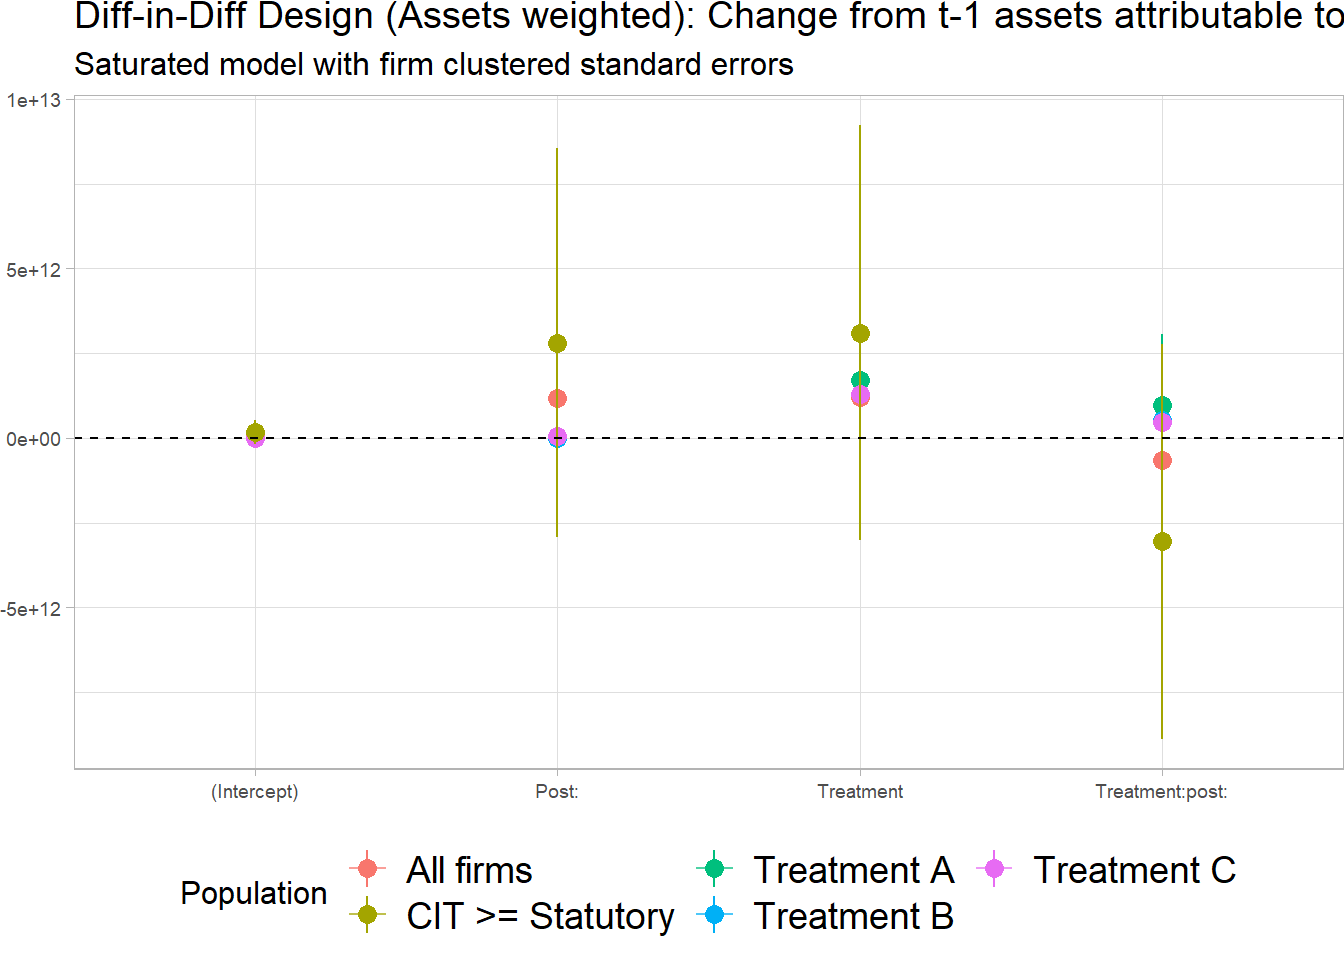 Diff-in-Diff Design (Assets weighted): Change from t-1 assets attributable to
Saturated model with firm clustered standard errors
1e+13
5e+12
0e+00
-5e+12
(Intercept)
Post:
Treatment
Treatment:post:
Population
All firms
Treatment A
Treatment C
CIT >= Statutory
Treatment B